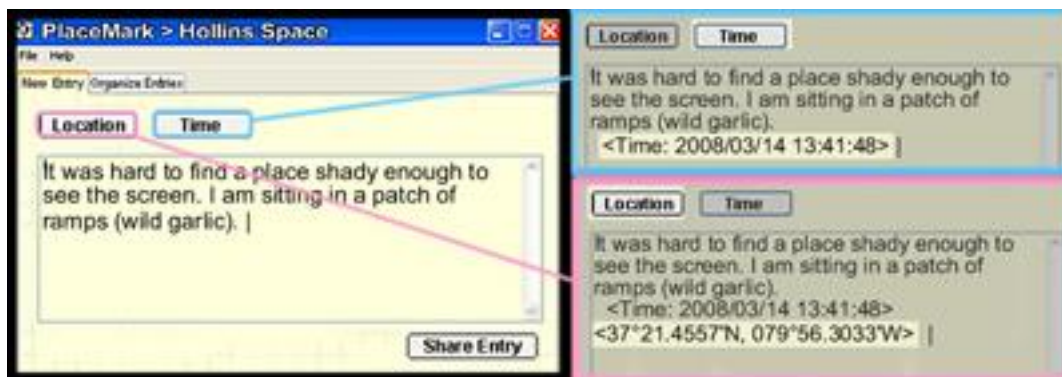 PlaceMark > Hollins Space
File Help
New Entry Organize Entries
Location Time
It was hard to find a place shady enough to
see the screen. I am sitting in a patch of
ramps (wild garlic). |
Share Entry
Location Time
It was hard to find a place shady enough to
see the screen. I am sitting in a patch of
ramps (wild garlic).
<Time: 2008/03/14 13:41:48> |
Location Time
It was hard to find a place shady enough to
see the screen. I am sitting in a patch of
ramps (wild garlic).
<Time: 2008/03/14 13:41:48>
<37°21.4557'N, 079°56.3033'W> |